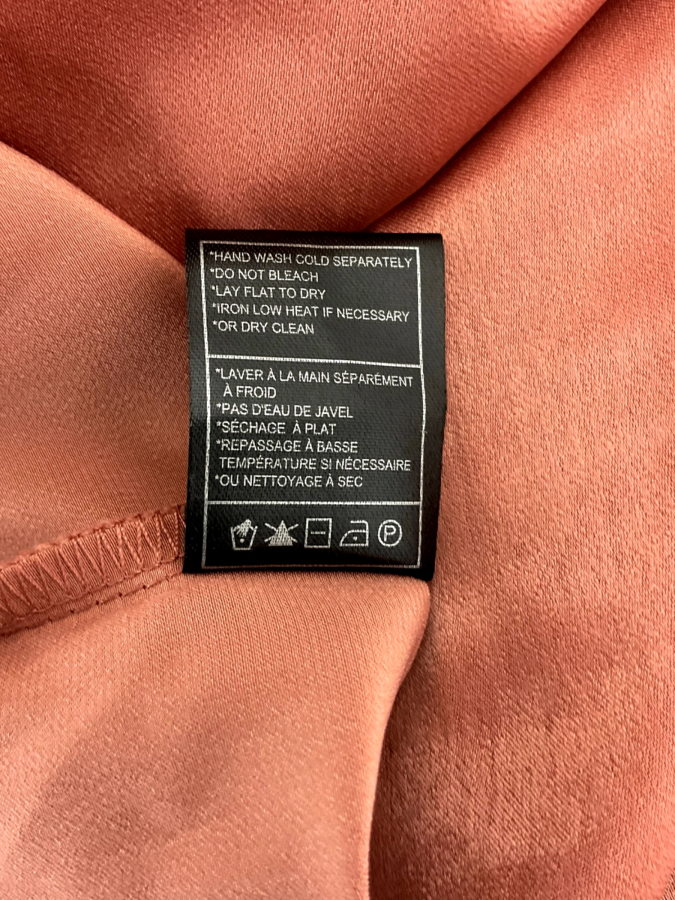 *HAND WASH COLD SEPARATELY
*DO NOT BLEACH
*LAY FLAT TO DRY
*IRON LOW HEAT IF NECESSARY
*OR DRY CLEAN
*LAVER À LA MAIN SÉPARÉMENT
À FROID
*PAS D'EAU DE JAVEL
*SÉCHAGE À PLAT
*REPASSAGE À BASSE
TEMPÉRATURE SI NÉCESSAIRE
*OU NETTOYAGE À SEC
P